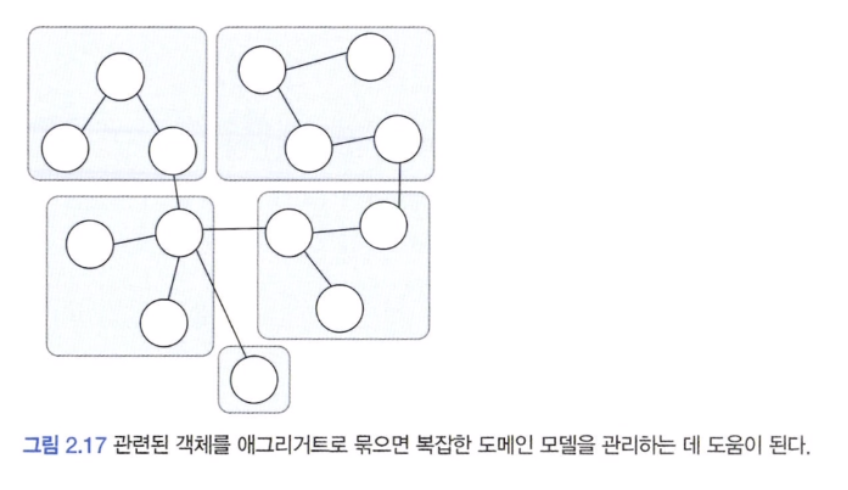 그림 2.17 관련된 객체를 애그리거트로 묶으면 복잡한 도메인 모델을 관리하는 데 도움이 된다.